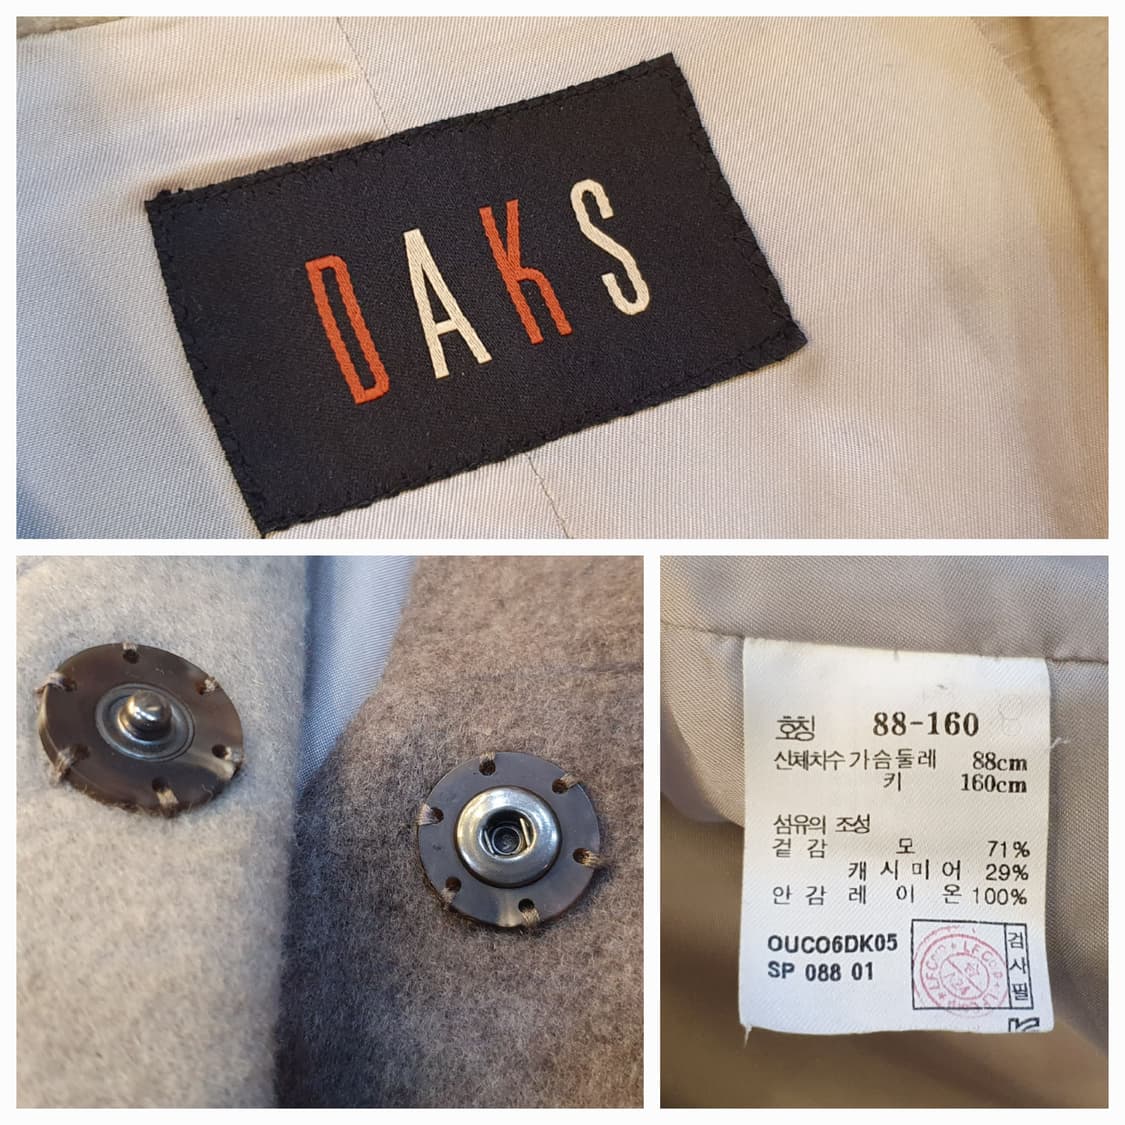 DAKS
호칭 88-160
신체치수 가슴둘레 88cm
키 160cm
섬유의 조성
겉감 모 71%
캐시미어 29%
안감 레이온 100%
OUCO6DK05
SP 088 01
검사필